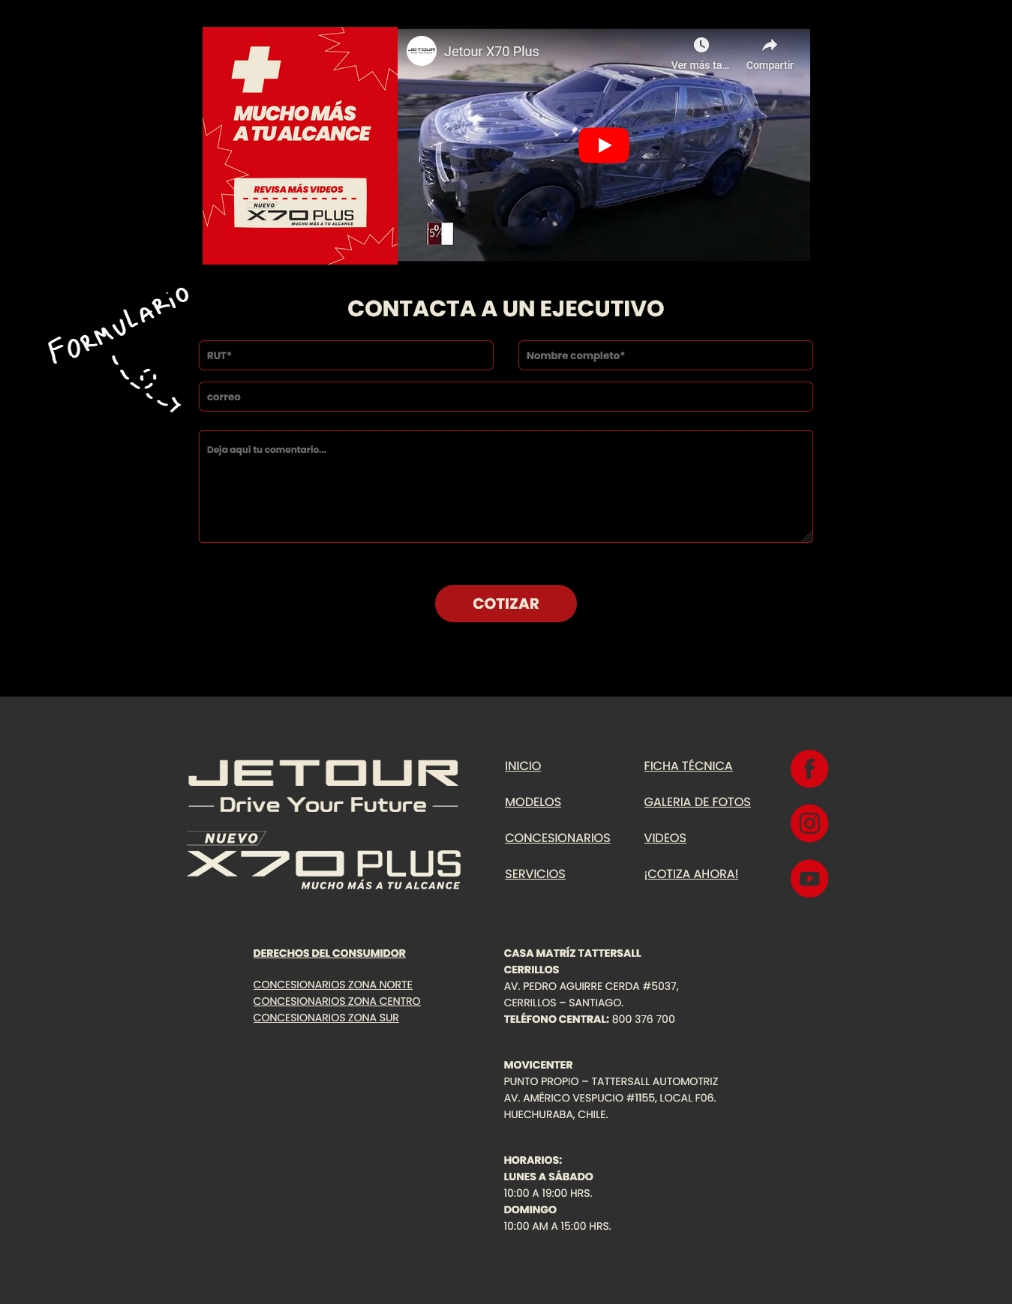 MUCHO MÁS
A TU ALCANCE
REVISA MÁS VIDEOS
NUEVO
X70 PLUS
MUCHO MÁS A TU ALCANCE
JETOUR
Jetour X70 Plus
Ver más ta...
Compartir
FORMULARIO
CONTACTA A UN EJECUTIVO
RUT*
Nombre completo*
correo
Deja aquí tu comentario...
COTIZAR
JETOUR
Drive Your Future
NUEVO
X70 PLUS
MUCHO MÁS A TU ALCANCE
INICIO
MODELOS
CONCESIONARIOS
SERVICIOS
FICHA TÉCNICA
GALERIA DE FOTOS
VIDEOS
¡COTIZA AHORA!
DERECHOS DEL CONSUMIDOR
CONCESIONARIOS ZONA NORTE
CONCESIONARIOS ZONA CENTRO
CONCESIONARIOS ZONA SUR
CASA MATRÍZ TATTERSALL
CERRILLOS
AV. PEDRO AGUIRRE CERDA #5037,
CERRILLOS – SANTIAGO.
TELÉFONO CENTRAL: 800 376 700
MOVICENTER
PUNTO PROPIO – TATTERSALL AUTOMOTRIZ
AV. AMÉRICO VESPUCIO #1155, LOCAL F06.
HUECHURABA, CHILE.
HORARIOS:
LUNES A SÁBADO
10:00 A 19:00 HRS.
DOMINGO
10:00 AM A 15:00 HRS.